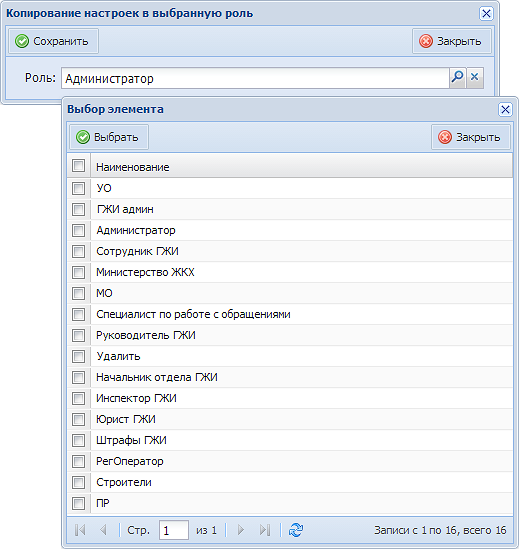 Копирование настроек в выбранную роль
Сохранить Закрыть
Роль: Администратор
Выбор элемента
Выбрать Закрыть
Наименование
УО
ГЖИ админ
Администратор
Сотрудник ГЖИ
Министерство ЖКХ
МО
Специалист по работе с обращениями
Руководитель ГЖИ
Удалить
Начальник отдела ГЖИ
Инспектор ГЖИ
Юрист ГЖИ
Штрафы ГЖИ
РегОператор
Строители
ПР
Стр. 1 из 1 Записи с 1 по 16, всего 16